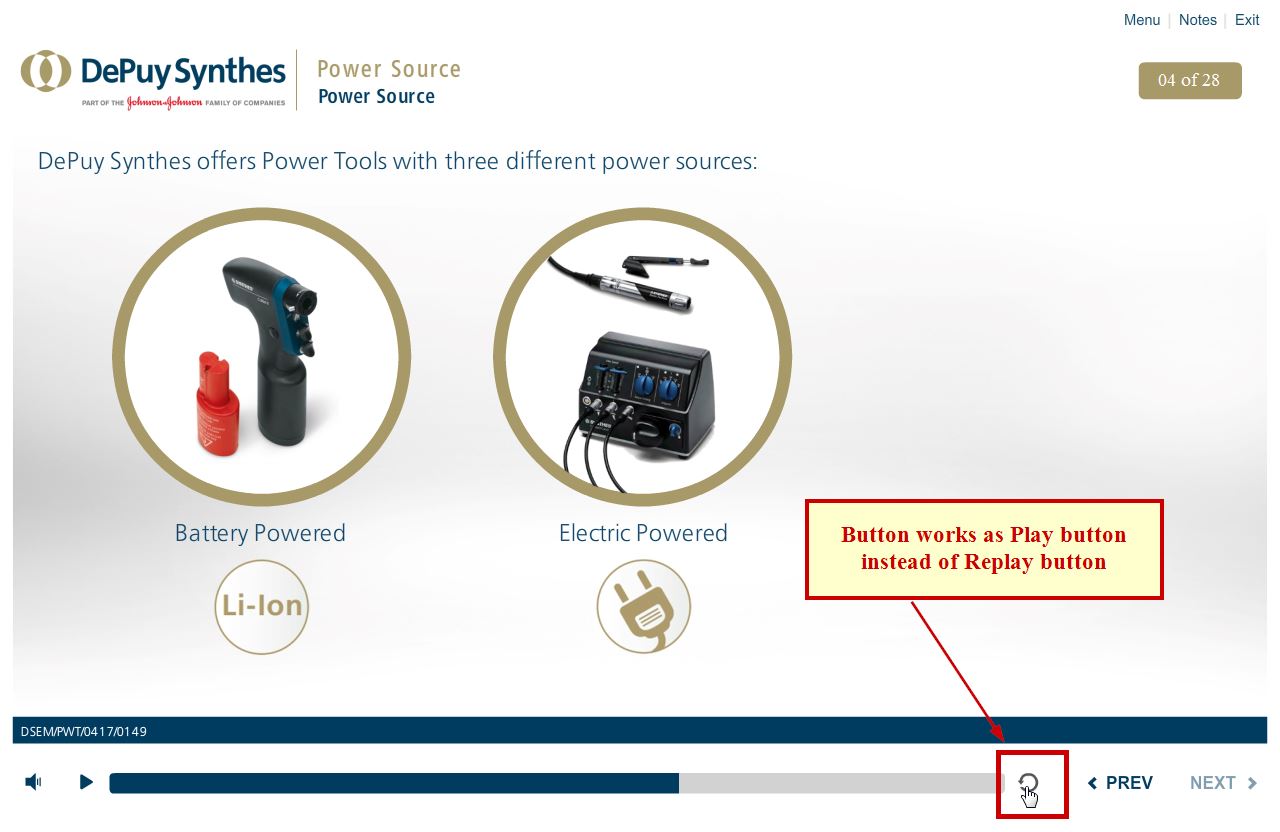 Menu | Notes | Exit
DePuy Synthes
PART OF THE Johnson & Johnson FAMILY OF COMPANIES
Power Source
Power Source
04 of 28
DePuy Synthes offers Power Tools with three different power sources:
Battery Powered
Electric Powered
Li-Ion
Button works as Play button
instead of Replay button
DSEM/PWT/0417/0149
PREV
NEXT